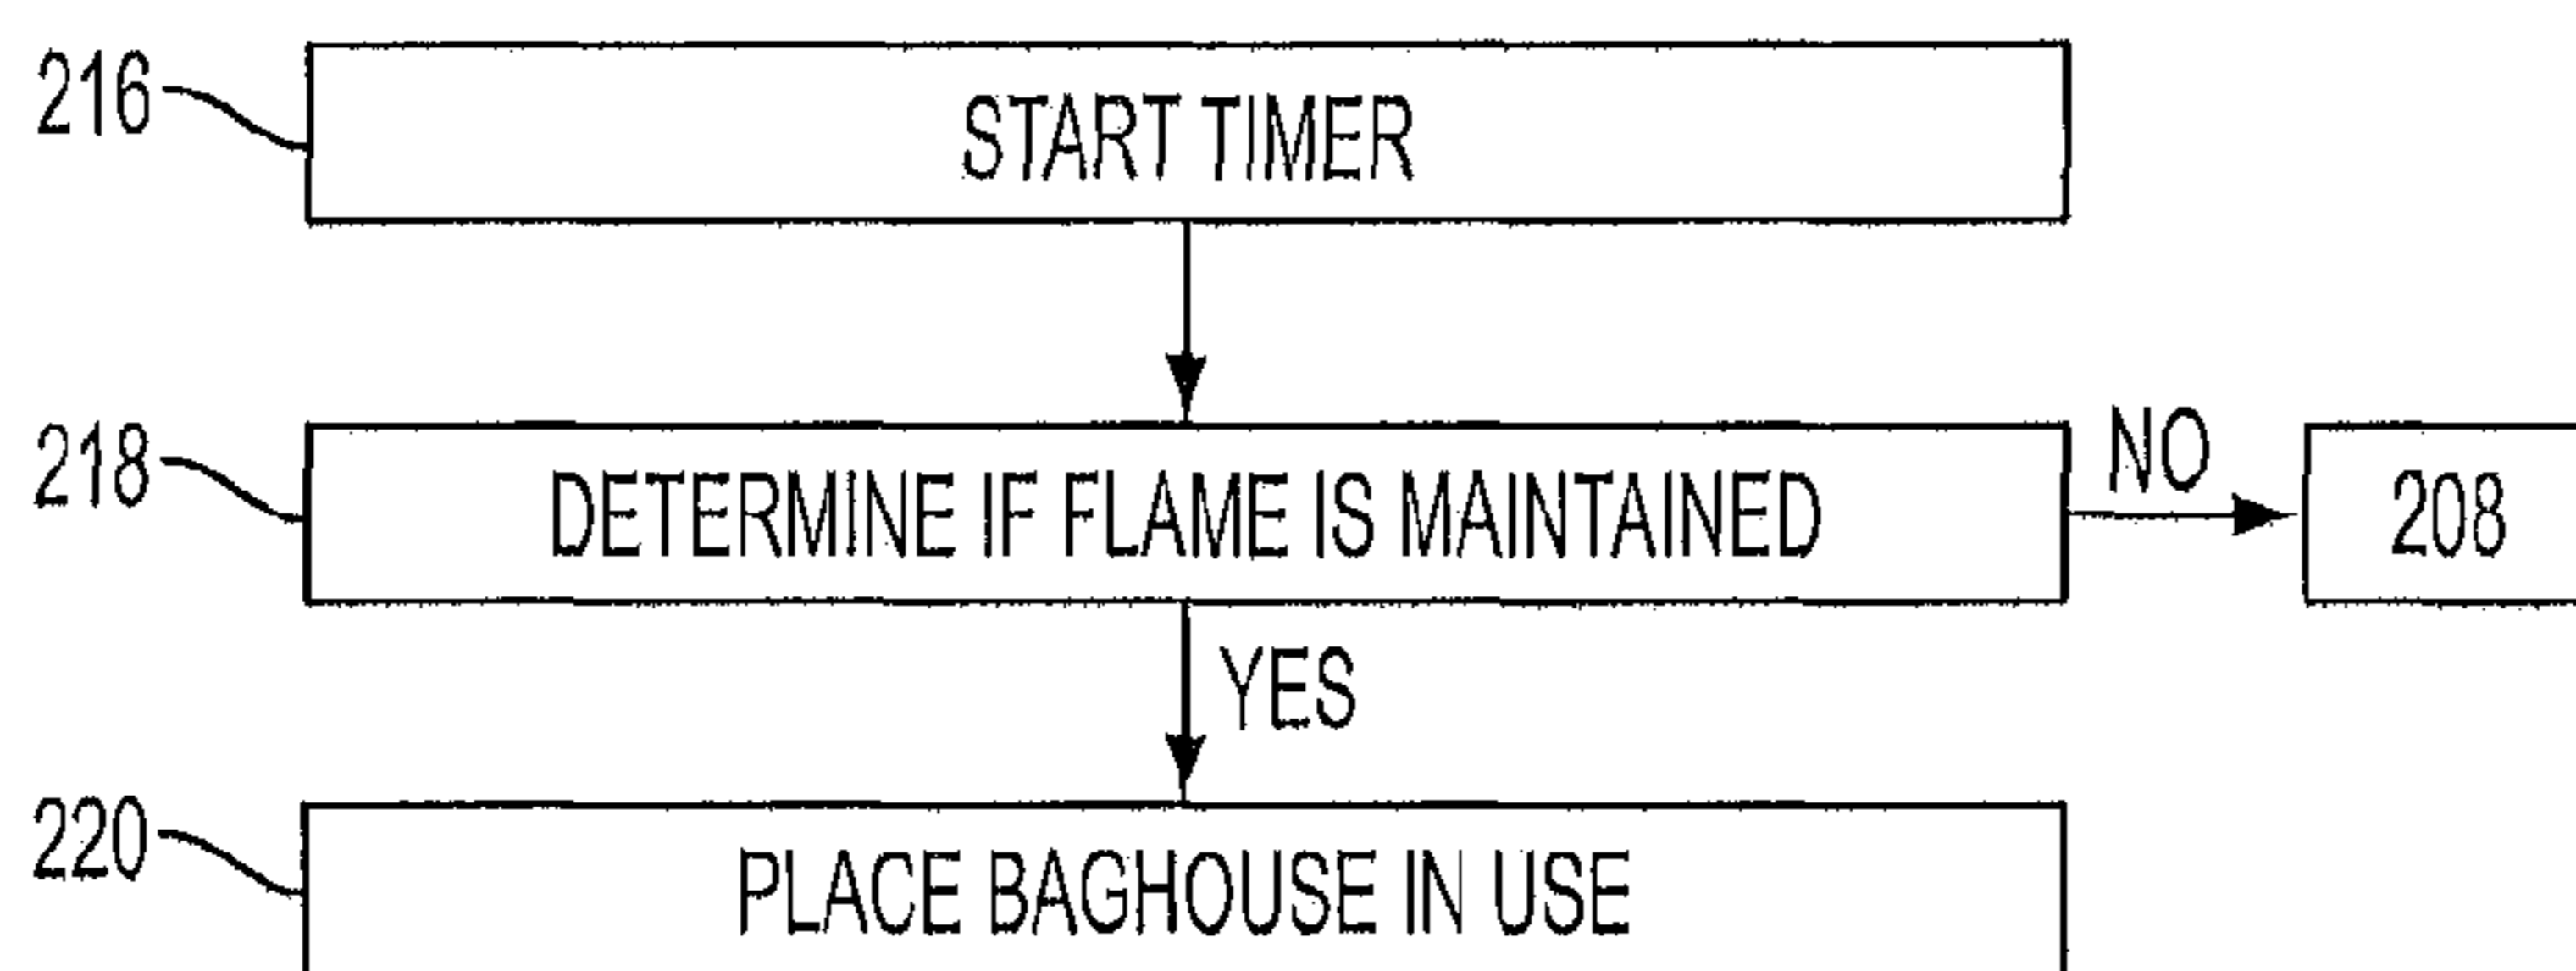 216
START TIMER
218
DETERMINE IF FLAME IS MAINTAINED
NO
208
YES
220
PLACE BAGHOUSE IN USE